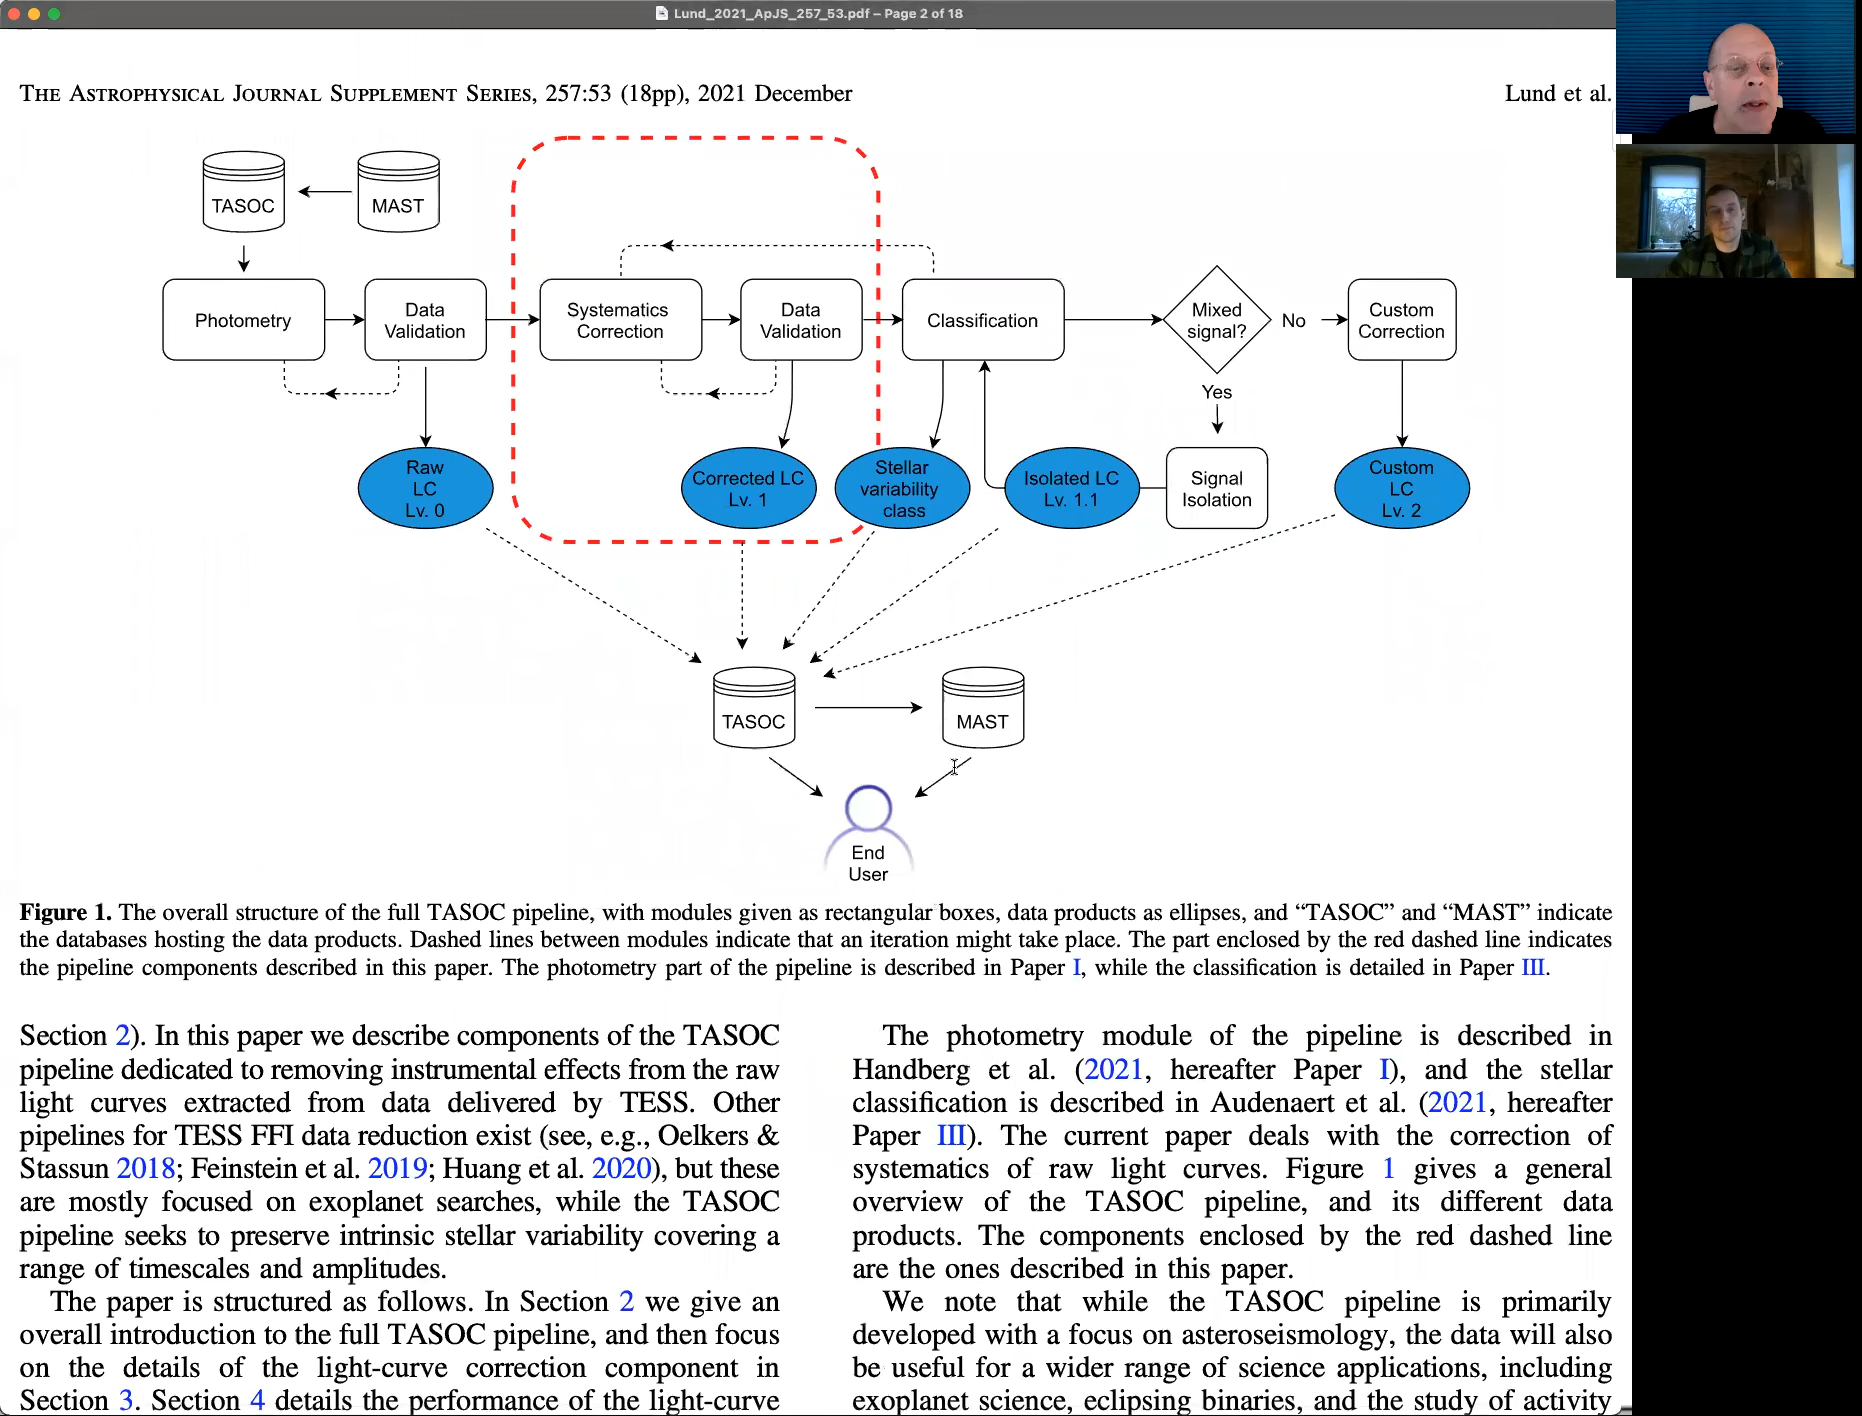 Lund_2021_ApJS_257_53.pdf – Page 2 of 18
THE ASTROPHYSICAL JOURNAL SUPPLEMENT SERIES, 257:53 (18pp), 2021 December
Lund et al.
TASOC
MAST
Photometry
Data
Validation
Systematics
Correction
Data
Validation
Classification
Mixed
signal?
No
Custom
Correction
Yes
Raw
LC
Lv. 0
Corrected LC
Lv. 1
Stellar
variability
class
Isolated LC
Lv. 1.1
Signal
Isolation
Custom
LC
Lv. 2
TASOC
MAST
End
User
Figure 1. The overall structure of the full TASOC pipeline, with modules given as rectangular boxes, data products as ellipses, and “TASOC” and “MAST” indicate
the databases hosting the data products. Dashed lines between modules indicate that an iteration might take place. The part enclosed by the red dashed line indicates
the pipeline components described in this paper. The photometry part of the pipeline is described in Paper I, while the classification is detailed in Paper III.
Section 2). In this paper we describe components of the TASOC
pipeline dedicated to removing instrumental effects from the raw
light curves extracted from data delivered by TESS. Other
pipelines for TESS FFI data reduction exist (see, e.g., Oelkers &
Stassun 2018; Feinstein et al. 2019; Huang et al. 2020), but these
are mostly focused on exoplanet searches, while the TASOC
pipeline seeks to preserve intrinsic stellar variability covering a
range of timescales and amplitudes.
The paper is structured as follows. In Section 2 we give an
overall introduction to the full TASOC pipeline, and then focus
on the details of the light-curve correction component in
Section 3. Section 4 details the performance of the light-curve
The photometry module of the pipeline is described in
Handberg et al. (2021, hereafter Paper I), and the stellar
classification is described in Audenaert et al. (2021, hereafter
Paper III). The current paper deals with the correction of
systematics of raw light curves. Figure 1 gives a general
overview of the TASOC pipeline, and its different data
products. The components enclosed by the red dashed line
are the ones described in this paper.
We note that while the TASOC pipeline is primarily
developed with a focus on asteroseismology, the data will also
be useful for a wider range of science applications, including
exoplanet science, eclipsing binaries, and the study of activity